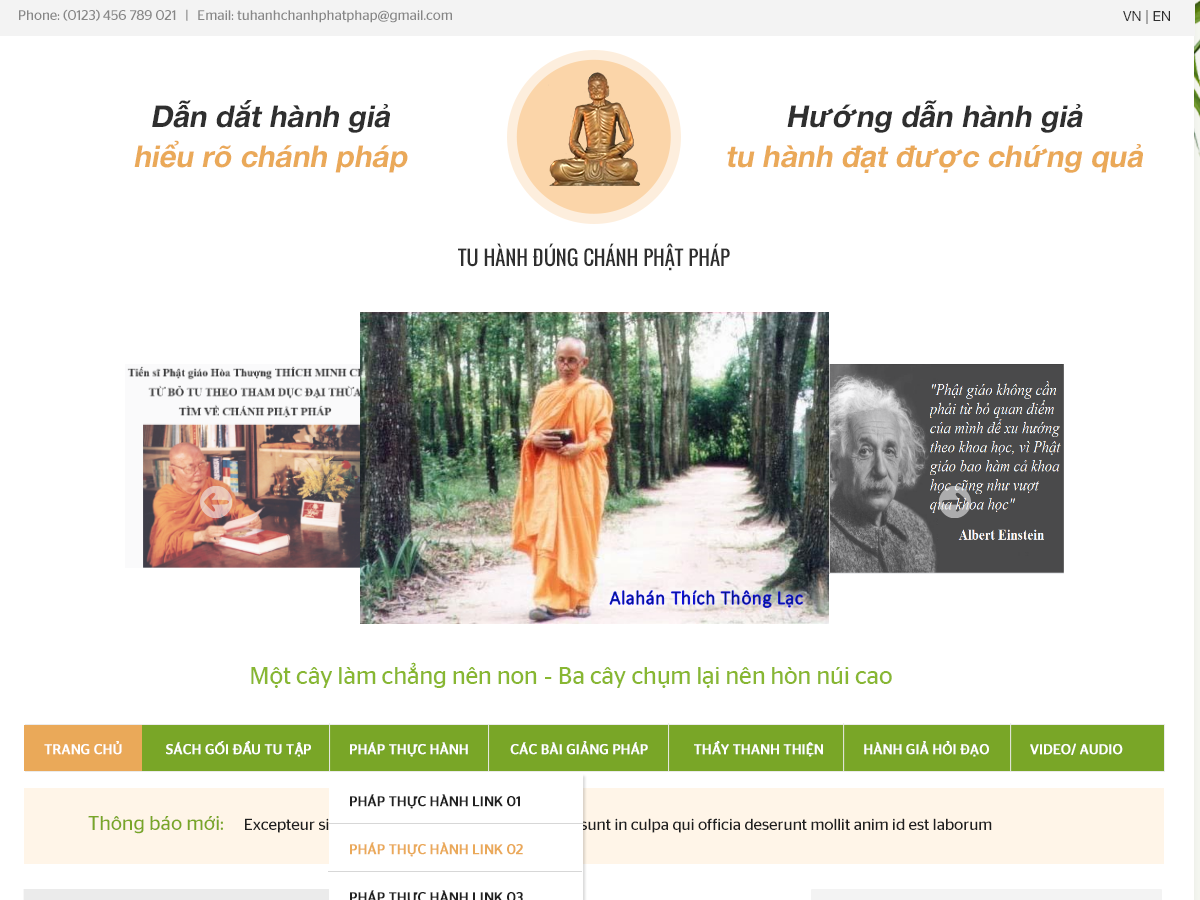 Phone: (0123) 456 789 021 | Email: tuhanhchanhphatphap@gmail.com
VN | EN
Dẫn dắt hành giả
hiểu rõ chánh pháp
Hướng dẫn hành giả
tu hành đạt được chứng quả
TU HÀNH ĐÚNG CHÁNH PHẬT PHÁP
Tiến sĩ Phật giáo Hòa Thượng THÍCH MINH
TỪ BỎ TU THEO THAM DỤC ĐẠI THỪA
TÌM VỀ CHÁNH PHẬT PHÁP
Alahán Thích Thông Lạc
"Phật giáo không cần
phải từ bỏ quan điểm
của mình để xu hướng
theo khoa học, vì Phật
giáo bao hàm cả khoa
học cũng như vượt
qua khoa học"
Albert Einstein
Một cây làm chẳng nên non - Ba cây chụm lại nên hòn núi cao
TRANG CHỦ
SÁCH GỐI ĐẦU TU TẬP
PHÁP THỰC HÀNH
CÁC BÀI GIẢNG PHÁP
THẦY THANH THIỆN
HÀNH GIẢ HỎI ĐẠO
VIDEO/ AUDIO
PHÁP THỰC HÀNH LINK 01
Thông báo mới: Excepteur si sunt in culpa qui officia deserunt mollit anim id est laborum
PHÁP THỰC HÀNH LINK 02
PHÁP THỰC HÀNH LINK 03